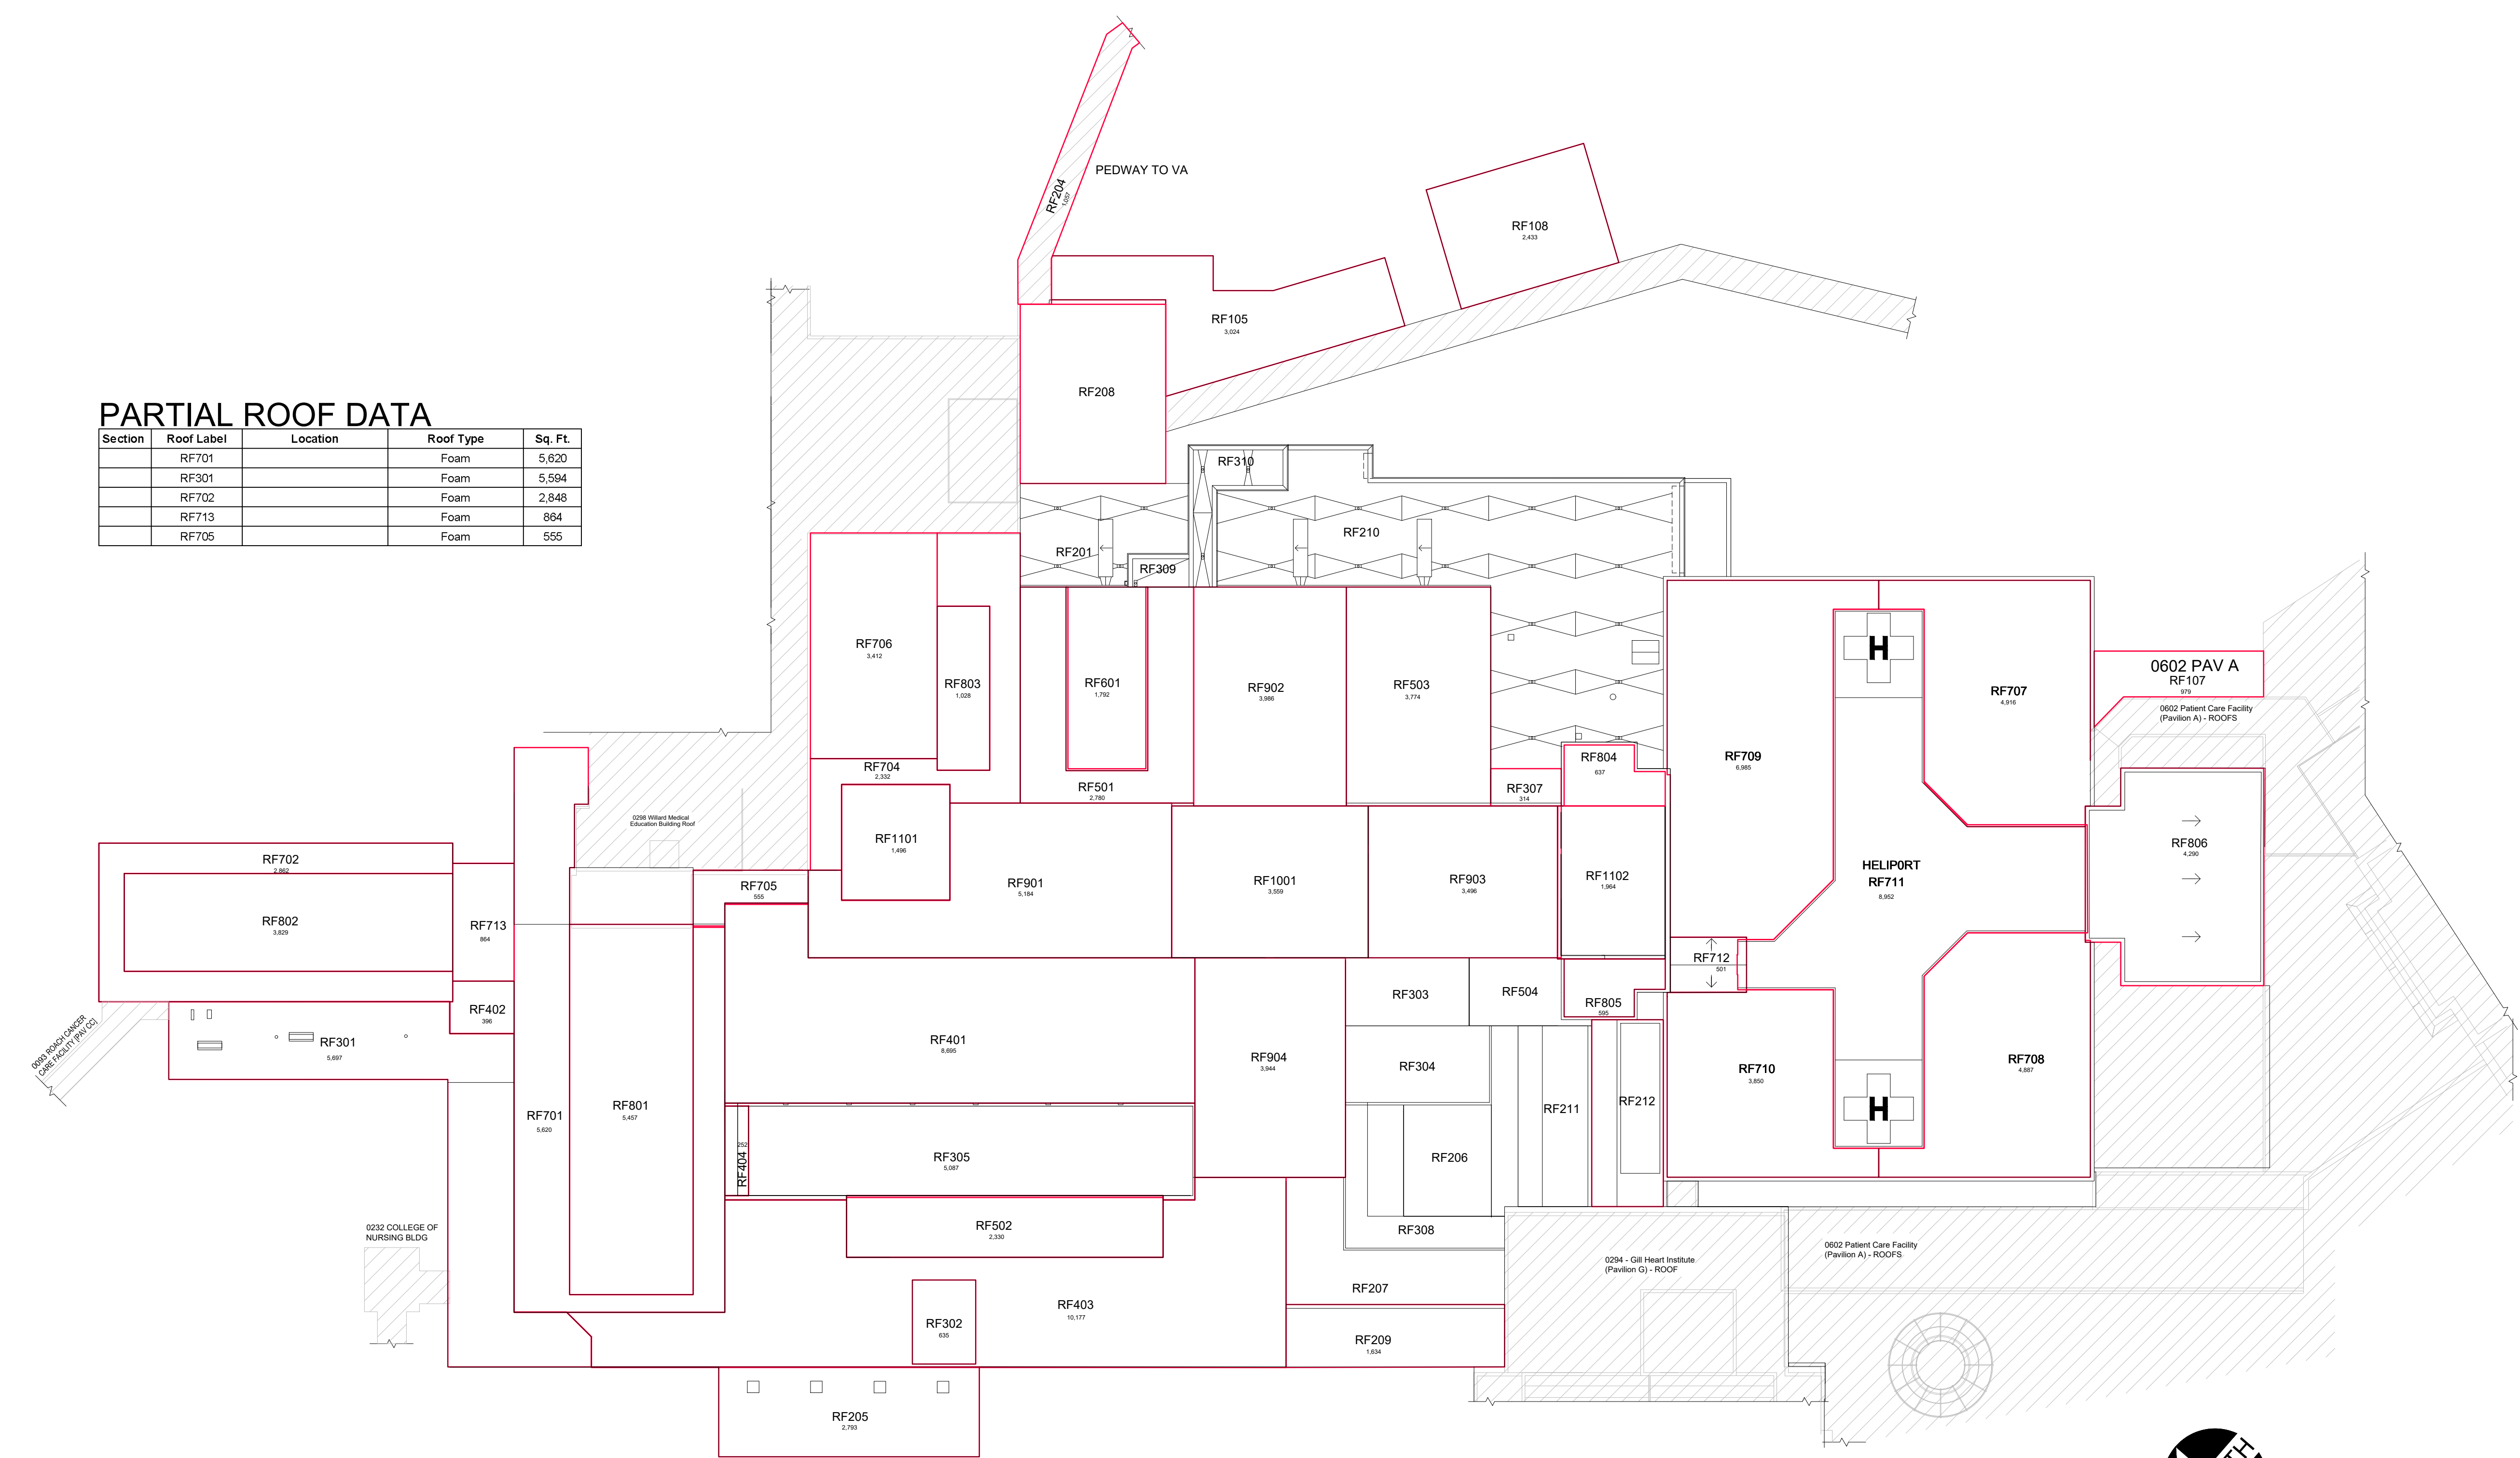 PEDWAY TO VA
RF204
1,057
RF108
2,433
RF105
3,024
RF208
PARTIAL ROOF DATA
Section Roof Label Location Roof Type Sq. Ft.
RF701 Foam 5,620
RF301 Foam 5,594
RF702 Foam 2,848
RF713 Foam 864
RF705 Foam 555
RF310
RF210
RF201
RF309
RF706
3,412
RF803
1,028
RF601
1,792
RF902
3,986
RF503
3,774
H
RF707
4,916
0602 PAV A
RF107
979
0602 Patient Care Facility
(Pavilion A) - ROOFS
RF709
6,985
RF804
637
RF704
2,332
RF501
2,780
RF307
314
0298 Willard Medical
Education Building Roof
RF1101
1,496
RF806
4,290
RF702
2,862
RF705
555
RF901
5,184
RF1001
3,559
RF903
3,496
RF1102
1,964
HELIP0RT
RF711
8,952
RF802
3,829
RF713
864
RF712
501
RF303
RF504
RF805
595
RF402
396
0093 ROACH CANCER
CARE FACILITY [PAV CC]
RF301
5,697
RF401
8,695
RF904
3,944
RF304
RF710
3,850
RF708
4,887
RF701
5,620
RF801
5,457
RF211
RF212
H
RF404
252
RF305
5,087
RF206
0232 COLLEGE OF
NURSING BLDG
RF502
2,330
RF308
0294 - Gill Heart Institute
(Pavilion G) - ROOF
0602 Patient Care Facility
(Pavilion A) - ROOFS
RF207
RF403
10,177
RF302
635
RF209
1,634
RF205
2,793